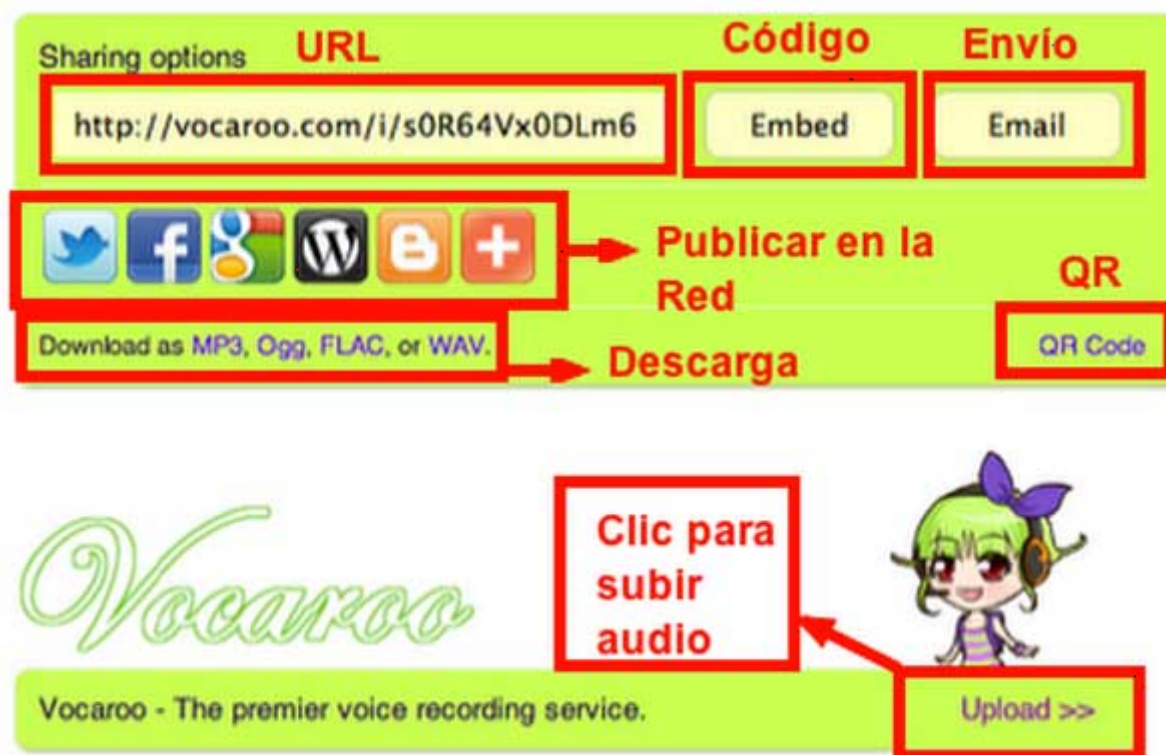 Sharing options URL Código Envío
http://vocaroo.com/i/s0R64Vx0DLm6 Embed Email
Publicar en la
Red
QR
Download as MP3, Ogg, FLAC, or WAV.
Descarga
QR Code
Clic para
subir
audio
Vocaroo
Vocaroo - The premier voice recording service.
Upload >>